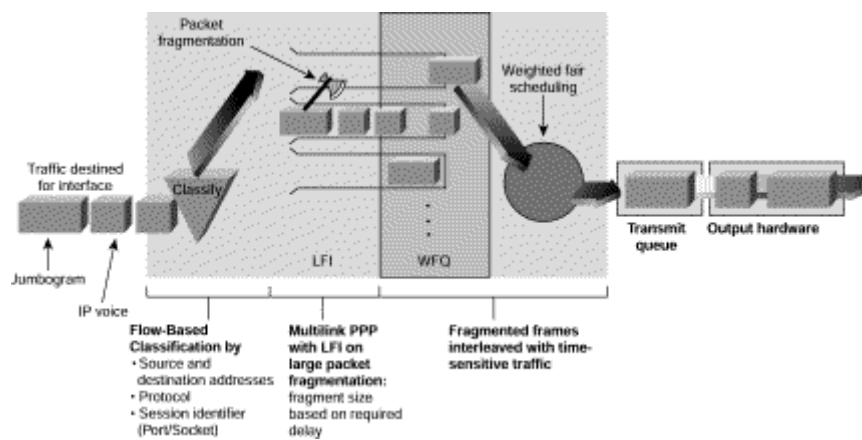 Packet
fragmentation
Weighted fair
scheduling
Traffic destined
for interface
Classify
Jumbogram
IP voice
LFI
WFQ
Transmit
queue
Output hardware
Flow-Based
Classification by
• Source and
destination addresses
• Protocol
• Session identifier
(Port/Socket)
Multilink PPP
with LFI on
large packet
fragmentation:
fragment size
based on required
delay
Fragmented frames
interleaved with time-
sensitive traffic